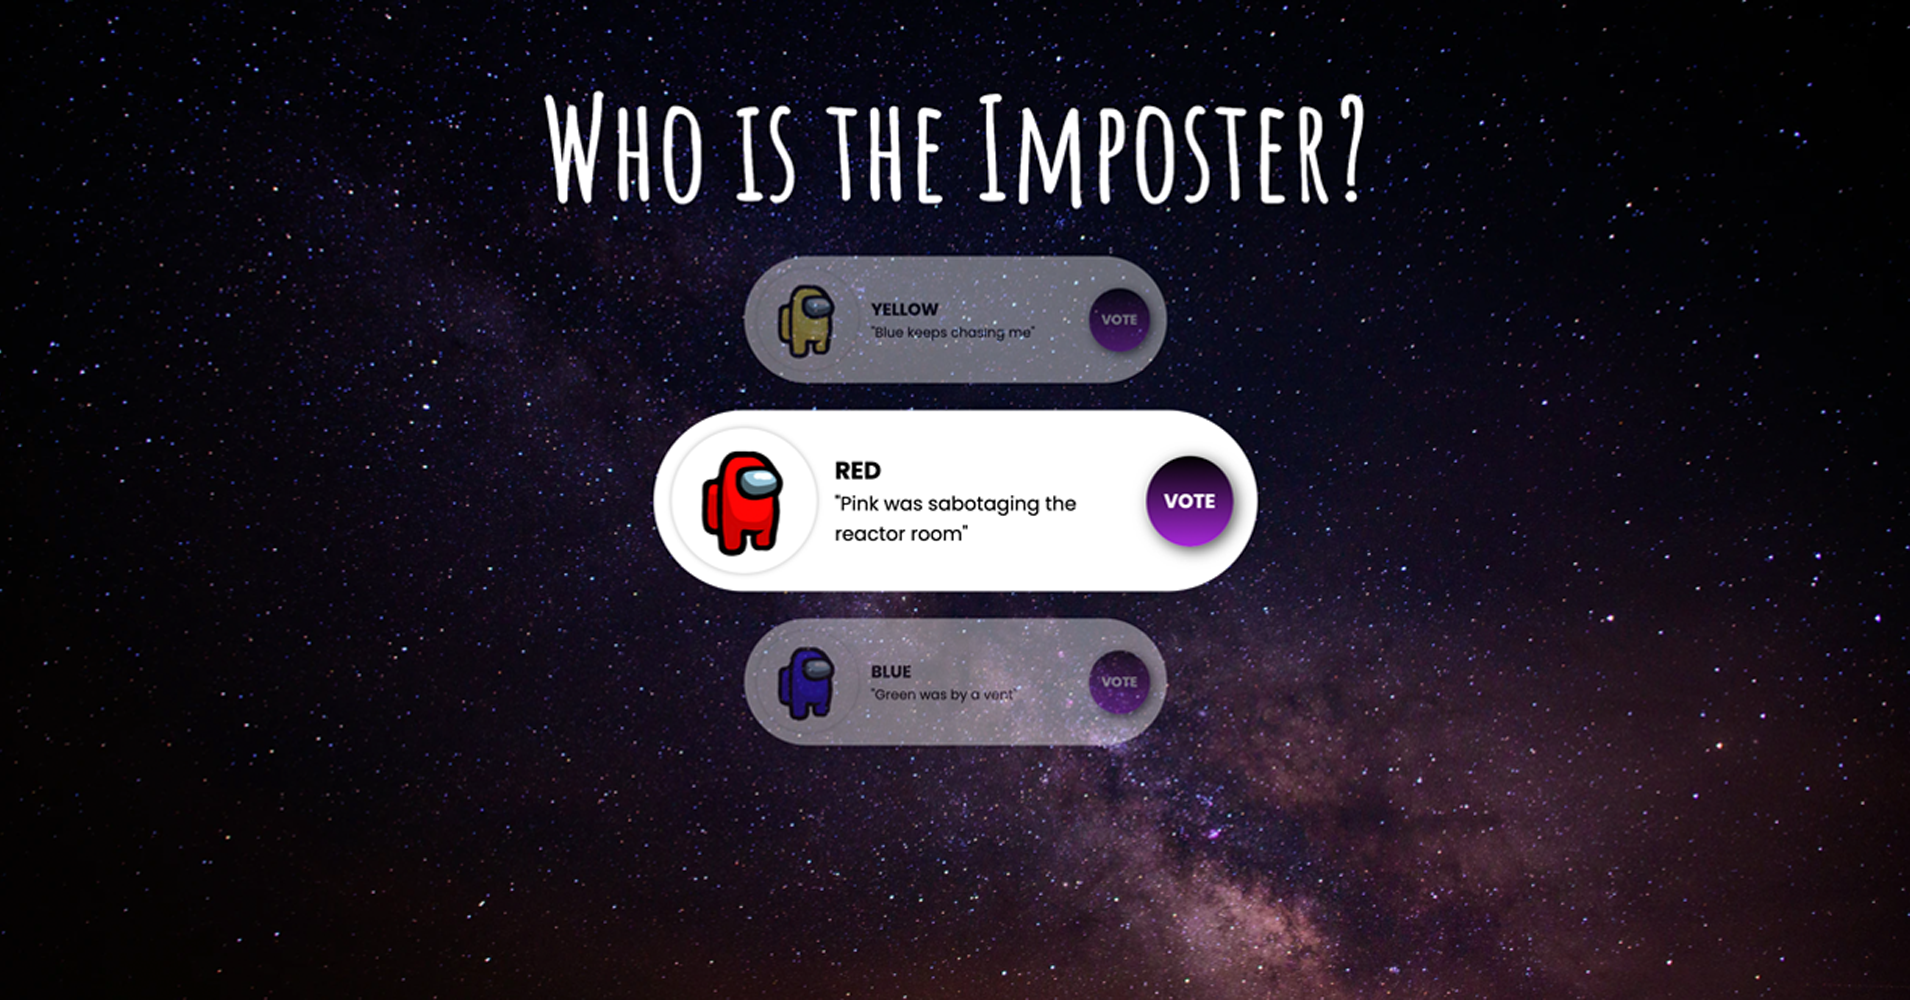 WHO IS THE IMPOSTER?
YELLOW
"Blue keeps chasing me"
VOTE
RED
"Pink was sabotaging the
reactor room"
VOTE
BLUE
"Green was by a vent"
VOTE